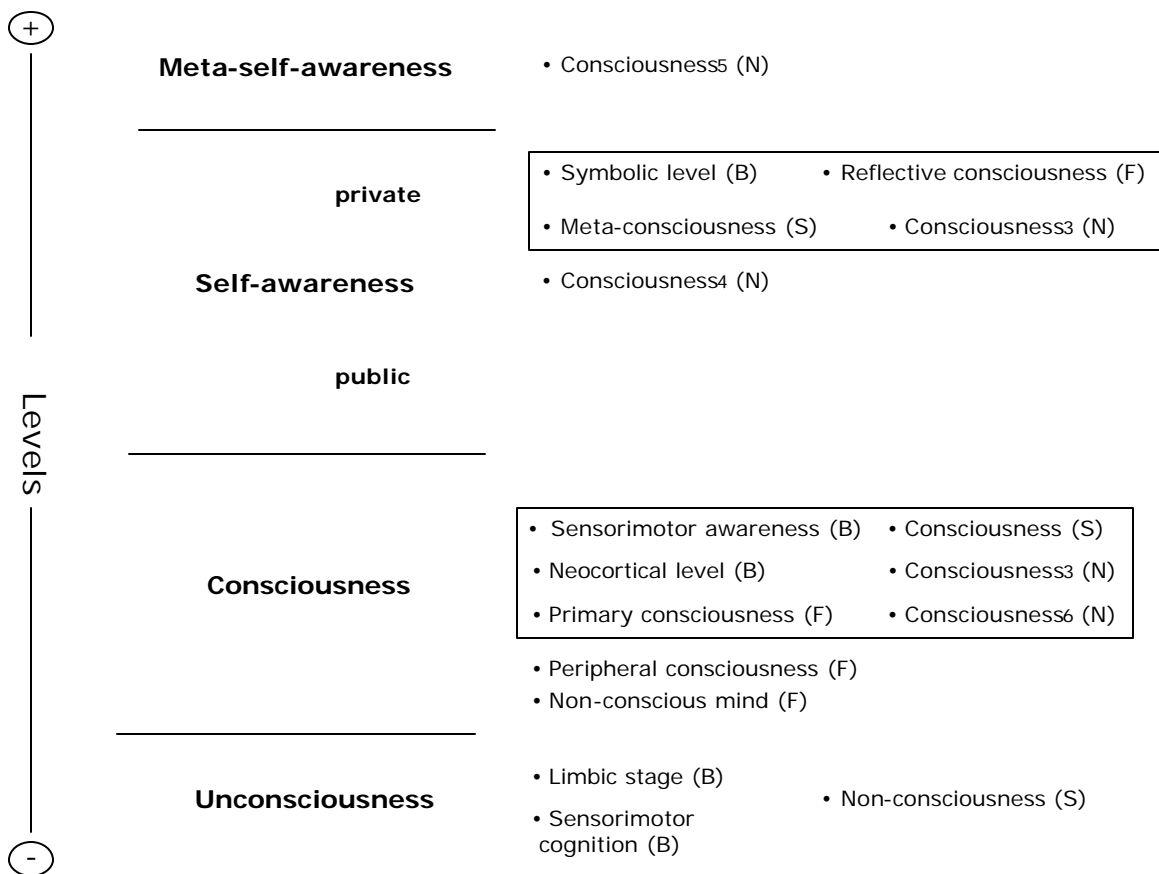 +
Meta-self-awareness • Consciousness5 (N)
• Symbolic level (B) • Reflective consciousness (F)
private
• Meta-consciousness (S) • Consciousness3 (N)
Self-awareness • Consciousness4 (N)
public
Levels
• Sensorimotor awareness (B) • Consciousness (S)
• Neocortical level (B) • Consciousness3 (N)
Consciousness
• Primary consciousness (F) • Consciousness6 (N)
• Peripheral consciousness (F)
• Non-conscious mind (F)
• Limbic stage (B)
Unconsciousness • Non-consciousness (S)
• Sensorimotor
cognition (B)
-